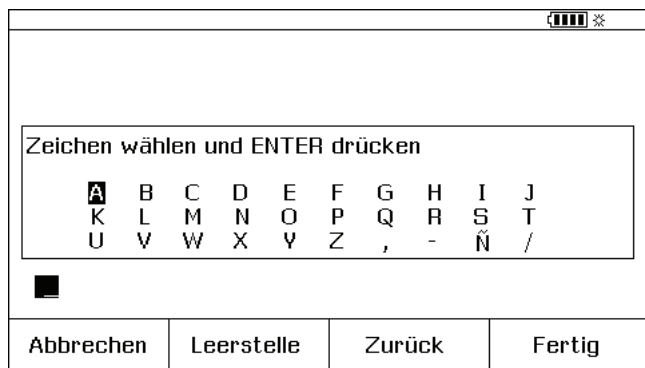 Zeichen wählen und ENTER drücken
A B C D E F G H I J
K L M N O P Q R S T
U V W X Y Z , - Ñ /
Abbrechen Leerstelle Zurück Fertig